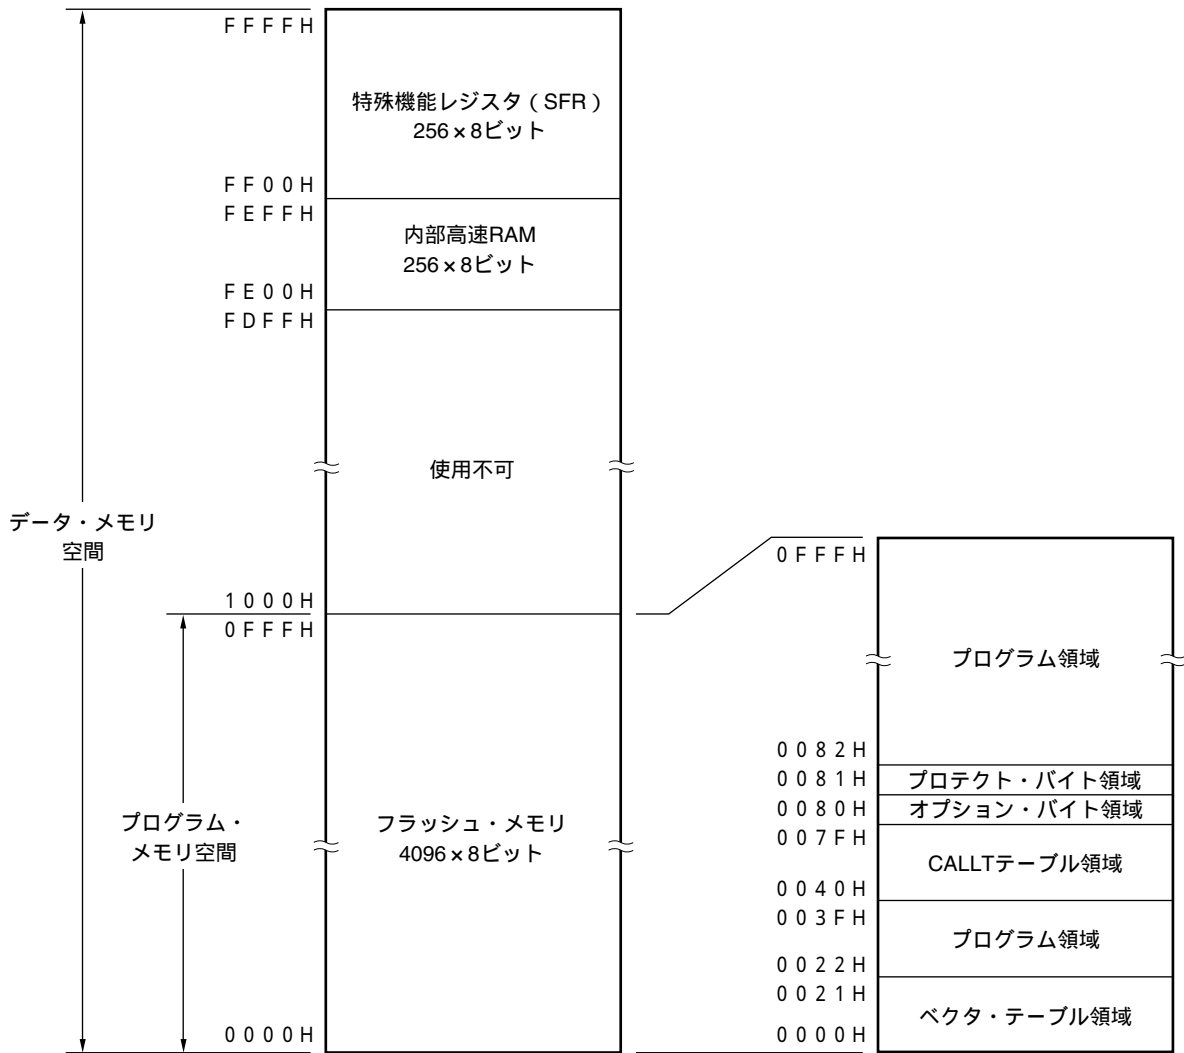 FFFFH
特殊機能レジスタ（SFR）
256×8ビット
FF00H
FEFFH
内部高速RAM
256×8ビット
FE00H
FDFFH
使用不可
データ・メモリ
空間
1000H
0FFFH
プログラム・
メモリ空間
フラッシュ・メモリ
4096×8ビット
0000H
0FFFH
プログラム領域
0082H
0081H
プロテクト・バイト領域
0080H
オプション・バイト領域
007FH
CALLTテーブル領域
0040H
003FH
プログラム領域
0022H
0021H
ベクタ・テーブル領域
0000H